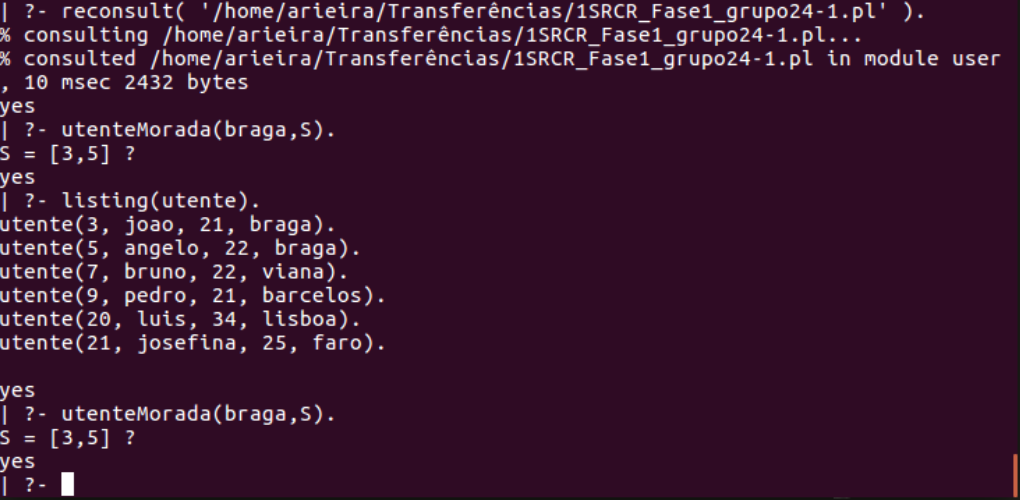 | ?- reconsult( '/home/arieira/Transferências/1SRCR_Fase1_grupo24-1.pl' ).
% consulting /home/arieira/Transferências/1SRCR_Fase1_grupo24-1.pl...
% consulted /home/arieira/Transferências/1SRCR_Fase1_grupo24-1.pl in module user
, 10 msec 2432 bytes
yes
| ?- utenteMorada(braga,S).
S = [3,5] ?
yes
| ?- listing(utente).
utente(3, joao, 21, braga).
utente(5, angelo, 22, braga).
utente(7, bruno, 22, viana).
utente(9, pedro, 21, barcelos).
utente(20, luis, 34, lisboa).
utente(21, josefina, 25, faro).

yes
| ?- utenteMorada(braga,S).
S = [3,5] ?
yes
| ?-